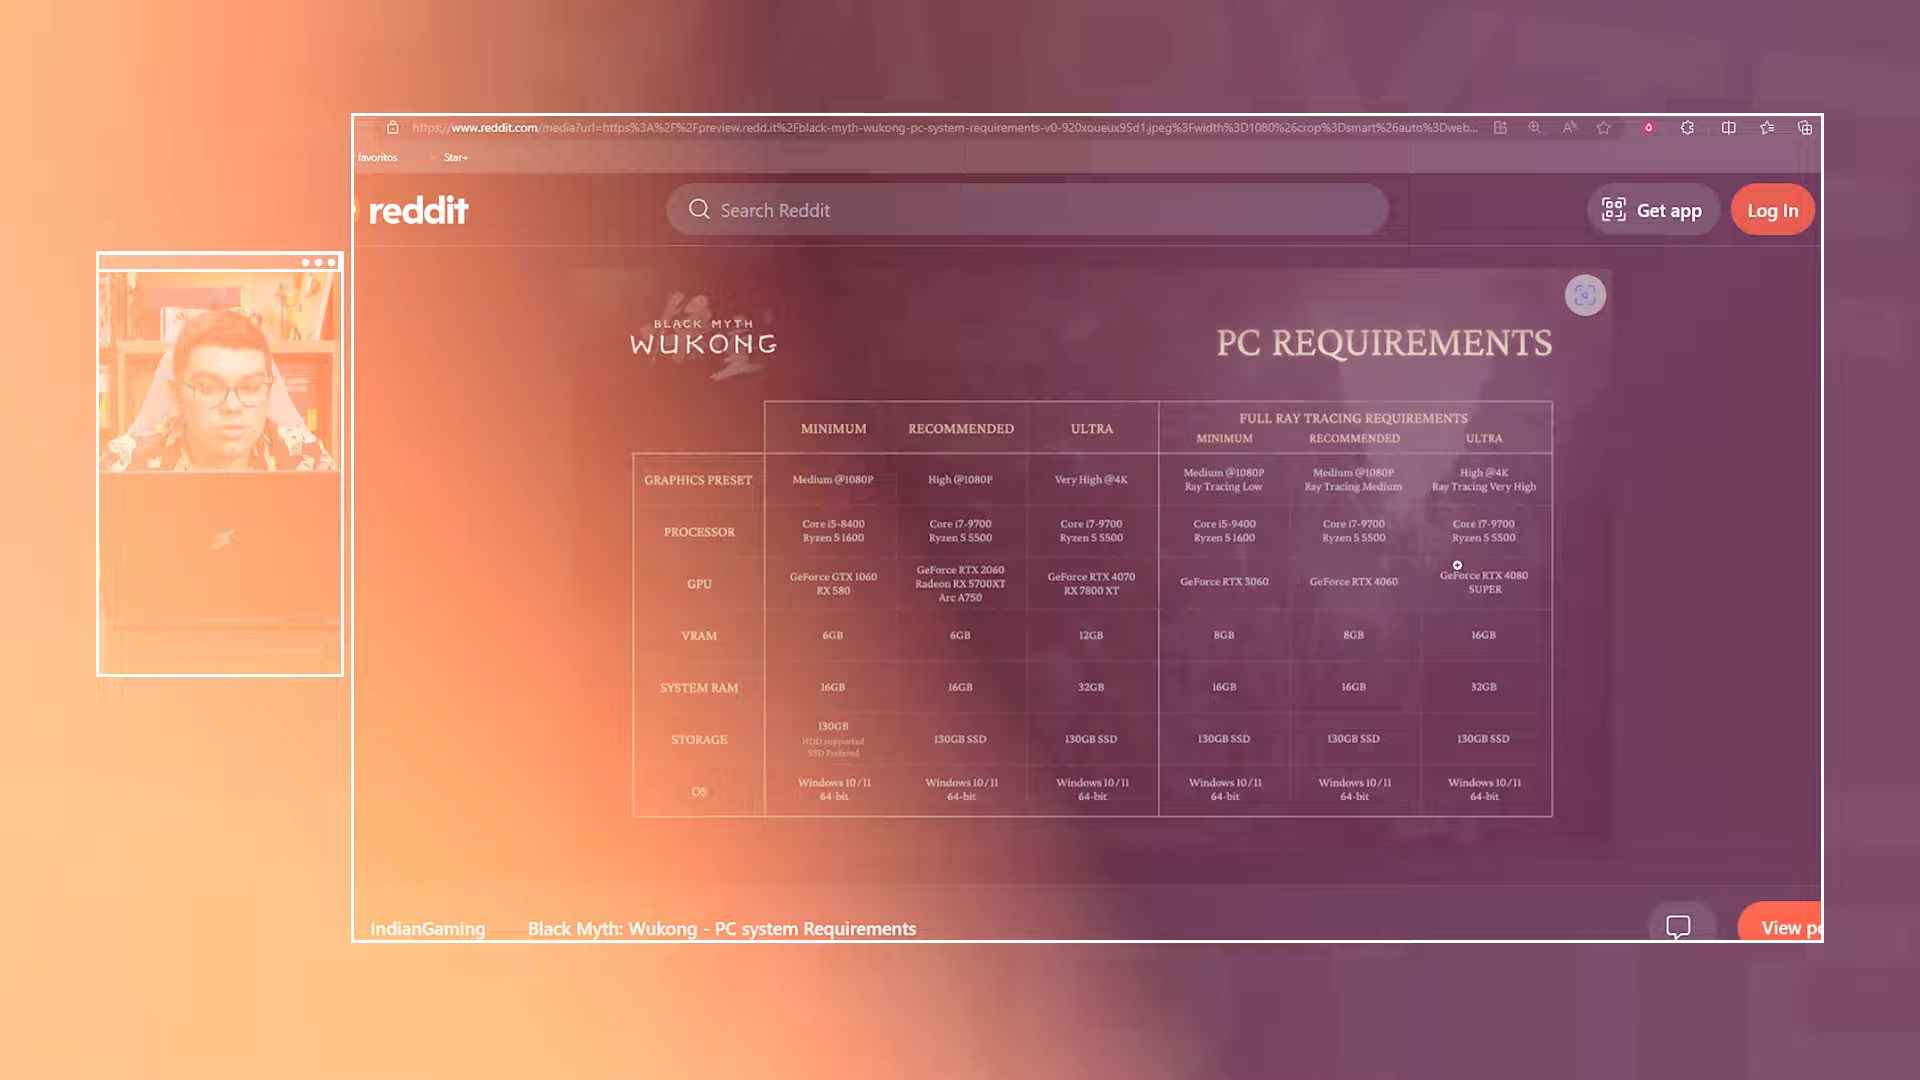 https://www.reddit.com/media?url=https%3A%2F%2Fpreview.redd.it%2Fblack-myth-wukong-pc-system-requirements-v0-920xoueux95d1.jpeg%3Fwidth%3D1080%26crop%3Dsmart%26auto%3Dweb...
favoritos Star+
reddit
Search Reddit
Get app
Log In
BLACK MYTH
WUKONG
PC REQUIREMENTS
MINIMUM RECOMMENDED ULTRA
FULL RAY TRACING REQUIREMENTS
MINIMUM RECOMMENDED ULTRA
GRAPHICS PRESET
Medium @1080P
High @1080P
Very High @4K
Medium @1080P
Ray Tracing Low
Medium @1080P
Ray Tracing Medium
High @4K
Ray Tracing Very High
PROCESSOR
Core i5-8400
Ryzen 5 1600
Core i7-9700
Ryzen 5 5500
Core i7-9700
Ryzen 5 5500
Core i5-9400
Ryzen 5 1600
Core i7-9700
Ryzen 5 5500
Core i7-9700
Ryzen 5 5500
GPU
GeForce GTX 1060
RX 580
GeForce RTX 2060
Radeon RX 5700XT
Arc A750
GeForce RTX 4070
RX 7800 XT
GeForce RTX 3060
GeForce RTX 4060
GeForce RTX 4080
SUPER
VRAM
6GB
6GB
12GB
8GB
8GB
16GB
SYSTEM RAM
16GB
16GB
32GB
16GB
16GB
32GB
STORAGE
130GB
HDD supported
SSD Preferred
130GB SSD
130GB SSD
130GB SSD
130GB SSD
130GB SSD
OS
Windows 10/11
64-bit
Windows 10/11
64-bit
Windows 10/11
64-bit
Windows 10/11
64-bit
Windows 10/11
64-bit
Windows 10/11
64-bit
IndianGaming
Black Myth: Wukong - PC system Requirements
View po